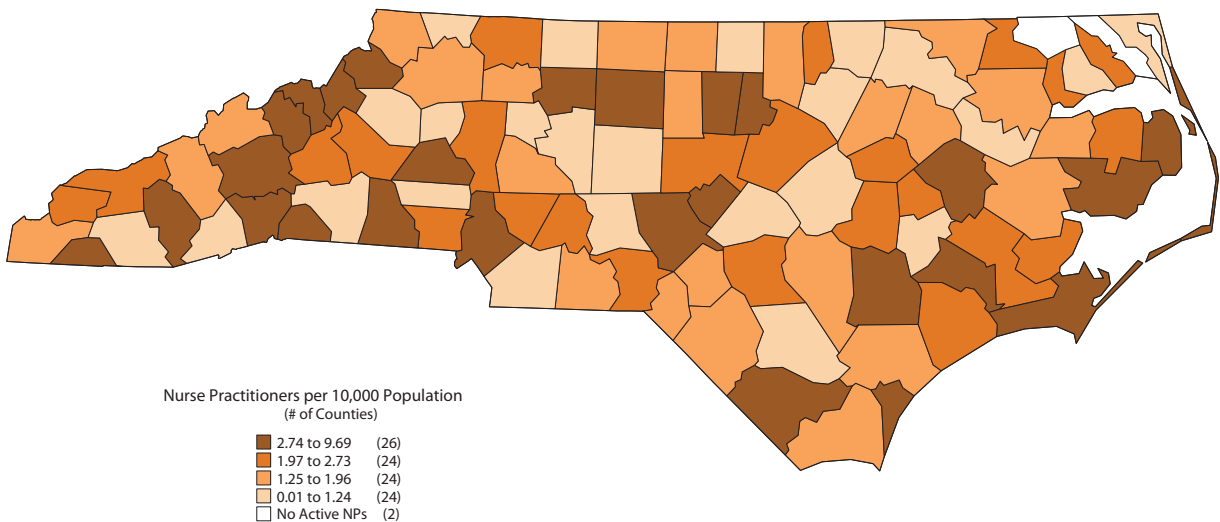 Nurse Practitioners per 10,000 Population
(# of Counties)
2.74 to 9.69 (26)
1.97 to 2.73 (24)
1.25 to 1.96 (24)
0.01 to 1.24 (24)
No Active NPs (2)